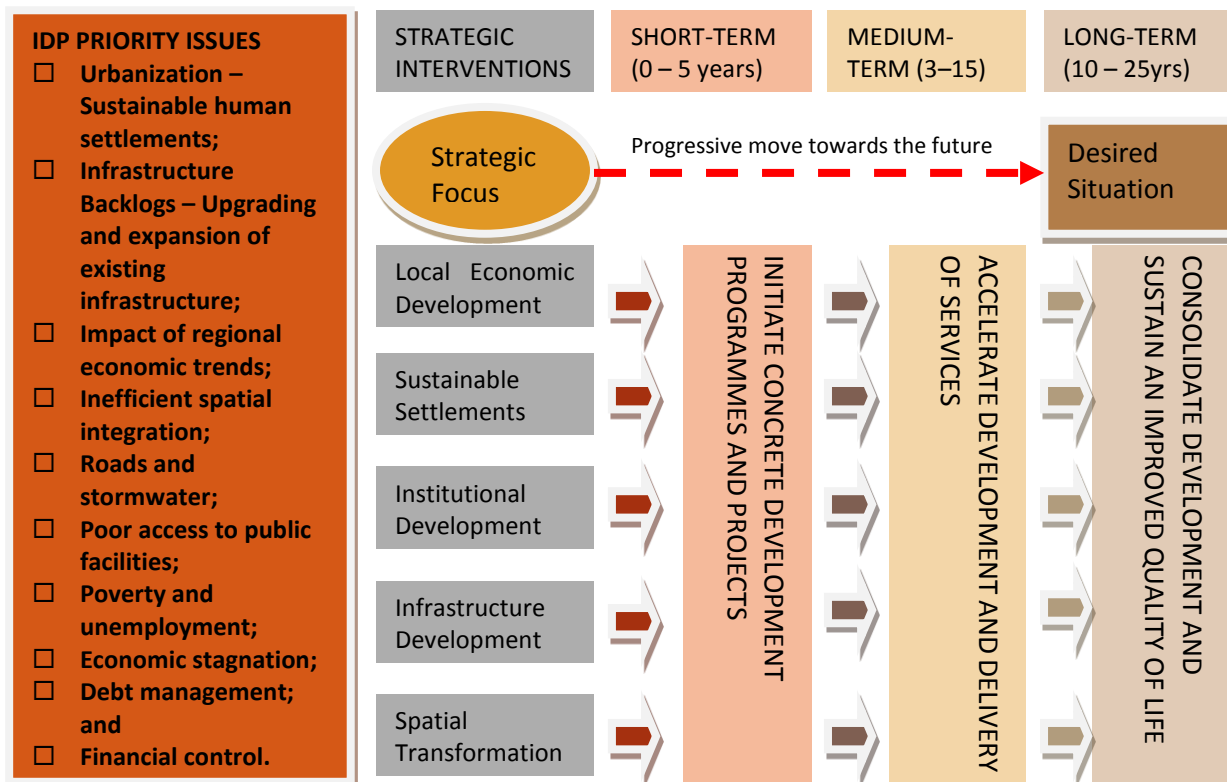 IDP PRIORITY ISSUES
☐ Urbanization –
Sustainable human
settlements;
☐ Infrastructure
Backlogs – Upgrading
and expansion of
existing
infrastructure;
☐ Impact of regional
economic trends;
☐ Inefficient spatial
integration;
☐ Roads and
stormwater;
☐ Poor access to public
facilities;
☐ Poverty and
unemployment;
☐ Economic stagnation;
☐ Debt management;
and
☐ Financial control.
STRATEGIC
INTERVENTIONS
SHORT-TERM
(0 – 5 years)
MEDIUM-
TERM (3–15)
LONG-TERM
(10 – 25yrs)
Strategic
Focus
Progressive move towards the future
Desired
Situation
Local Economic
Development
Sustainable
Settlements
Institutional
Development
Infrastructure
Development
Spatial
Transformation
INITIATE CONCRETE DEVELOPMENT
PROGRAMMES AND PROJECTS
ACCELERATE DEVELOPMENT AND DELIVERY
OF SERVICES
CONSOLIDATE DEVELOPMENT AND
SUSTAIN AN IMPROVED QUALITY OF LIFE